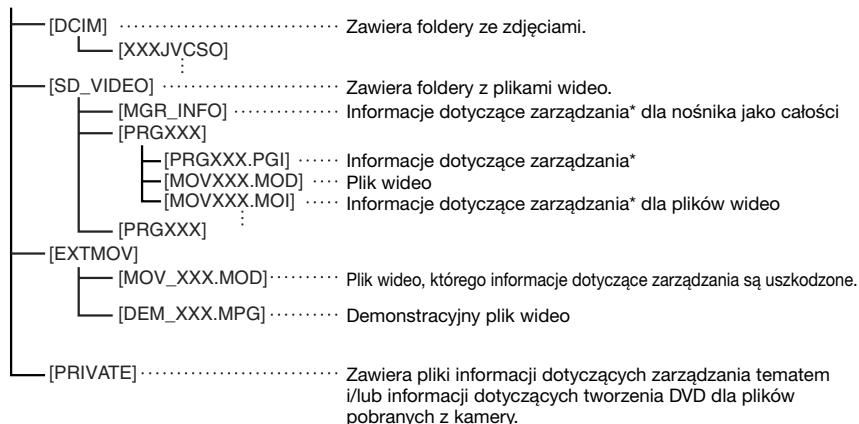 [DCIM] Zawiera foldery ze zdjęciami.
[XXXJVCSO]
[SD_VIDEO] Zawiera foldery z plikami wideo.
[MGR_INFO] Informacje dotyczące zarządzania* dla nośnika jako całości
[PRGXXX]
[PRGXXX.PGI] Informacje dotyczące zarządzania*
[MOVXXX.MOD] Plik wideo
[MOVXXX.MOI] Informacje dotyczące zarządzania* dla plików wideo
[PRGXXX]
[EXTMOV]
[MOV_XXX.MOD] Plik wideo, którego informacje dotyczące zarządzania są uszkodzone.
[DEM_XXX.MPG] Demonstracyjny plik wideo
[PRIVATE] Zawiera pliki informacji dotyczących zarządzania tematem
i/lub informacji dotyczących tworzenia DVD dla plików
pobranych z kamery.